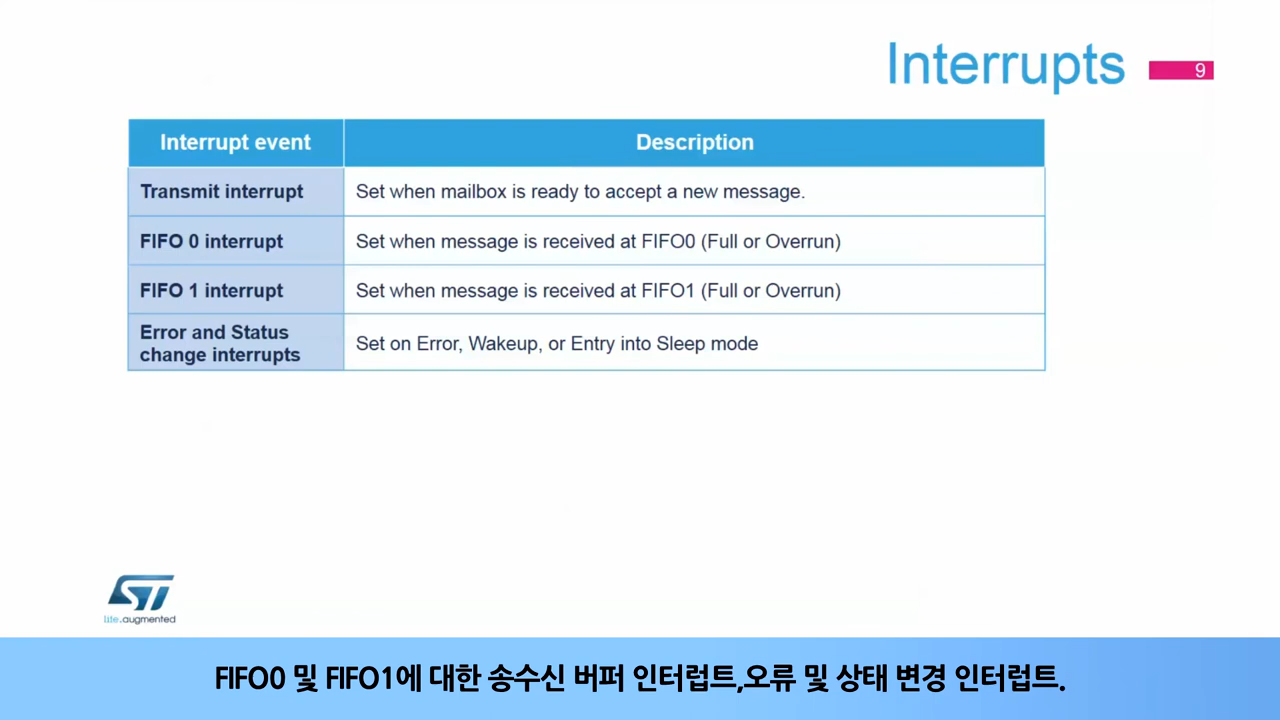 Interrupts
9
Interrupt event
Description
Transmit interrupt
Set when mailbox is ready to accept a new message.
FIFO 0 interrupt
Set when message is received at FIFO0 (Full or Overrun)
FIFO 1 interrupt
Set when message is received at FIFO1 (Full or Overrun)
Error and Status
change interrupts
Set on Error, Wakeup, or Entry into Sleep mode
ST
life.augmented
FIFO0 및 FIFO1에 대한 송수신 버퍼 인터럽트,오류 및 상태 변경 인터럽트.